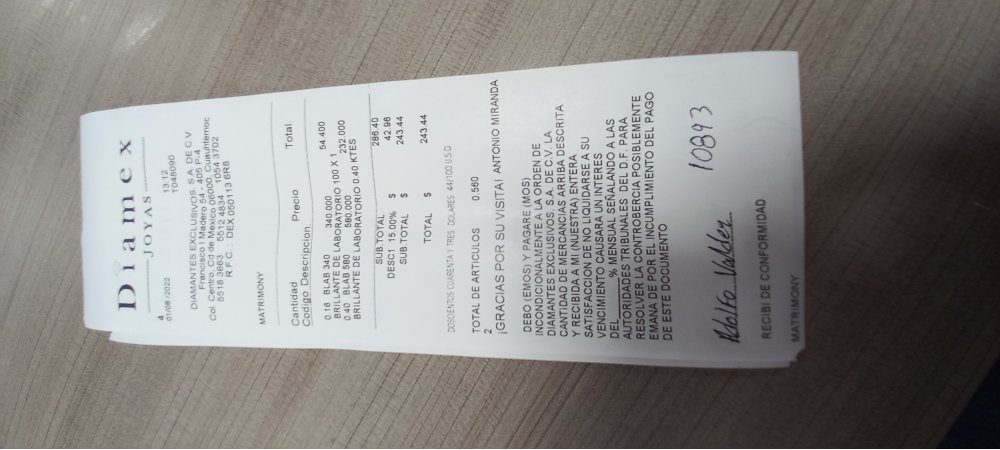 Diamex
JOYAS
4
01/08/2022 13:12
T048090
DIAMANTES EXCLUSIVOS, S.A. DE C.V.
Francisco I Madero 54 - 405 P-4
Col. Centro, Cd de Mexico 06000, Cuauhtemoc
5518 3663 5512 4834 1054 3702
R.F.C.: DEX 050113 6R8
MATRIMONY
Cantidad
Codigo Descripcion Precio Total.
0.16 BLAB 340 340.000 54.400
BRILLANTE DE LABORATORIO 100 X 1
0.40 BLAB 580 580.000 232.000
BRILLANTE DE LABORATORIO 0.40 KTES
SUB.TOTAL 286.40
DESC1 15.00% $ 42.96
SUB.TOTAL $ 243.44
TOTAL $ 243.44
DOSCIENTOS CUARENTA Y TRES DOLARES 44/100 U.S.D.
TOTAL DE ARTICULOS 0.560
2
¡GRACIAS POR SU VISITA! ANTONIO MIRANDA
DEBO (EMOS) Y PAGARE (MOS)
INCONDICIONALMENTE A LA ORDEN DE
DIAMANTES EXCLUSIVOS, S.A. DE C.V. LA
CANTIDAD DE MERCANCIAS ARRIBA DESCRITA
Y RECIBIDA A MI (NUESTRA) ENTERA
SATISFACCION DE NO LIQUIDARSE A SU
VENCIMIENTO CAUSARA UN INTERES
DEL ____% MENSUAL SEÑALANDO A LAS
AUTORIDADES TRIBUNALES DEL D.F. PARA
RESOLVER LA CONTROBERCIA POSIBLEMENTE
EMANA DE POR EL INCUMPLIMIENTO DEL PAGO
DE ESTE DOCUMENTO
Adolfo Valdez 10893
RECIBI DE CONFORMIDAD
MATRIMONY